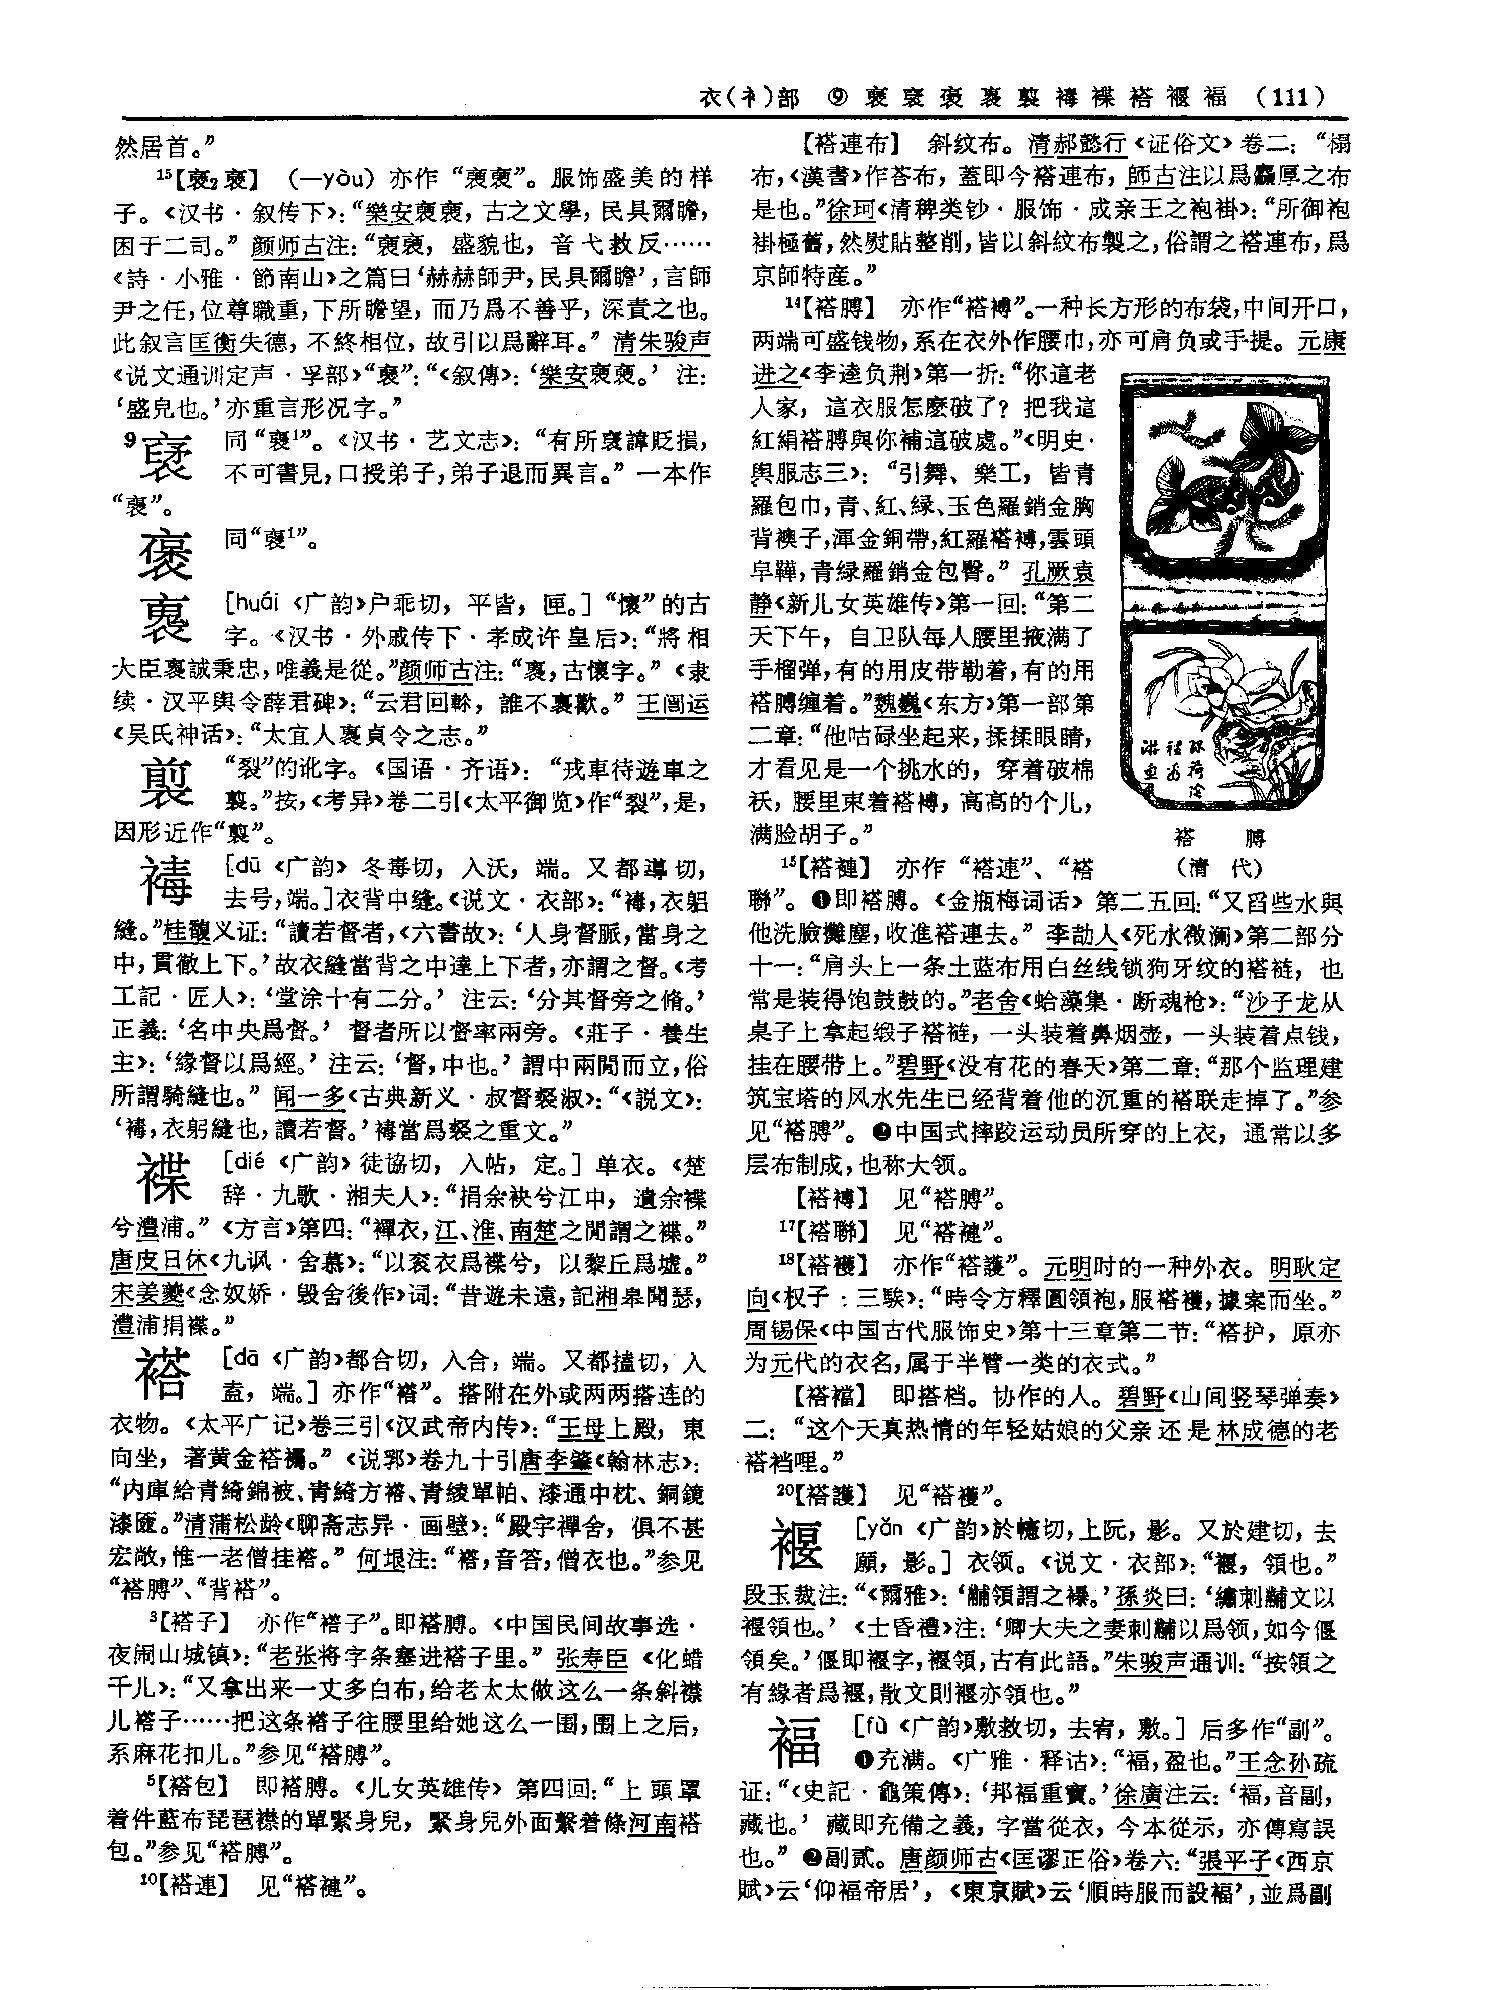 衣(衤)部 ⑨ 褎 褒 裹 裛 褀 褋 褡 褗 福 (111)
然居首。”
¹⁵【褎₂褎】 (—yòu) 亦作“褏褏”。服饰盛美的样
子。《汉书·叙传下》：“樂安褏褏，古之文學，民具爾瞻，
困于二司。”颜师古注：“褏褏，盛貌也，音弋救反……
《詩·小雅·節南山》之篇曰‘赫赫師尹，民具爾瞻’，言師
尹之任，位尊職重，下所瞻望，而乃爲不善乎，深責之也。
此叙言匡衡失德，不終相位，故引以爲辭耳。”清朱骏声
《说文通训定声·孚部》“褎”：“《叙傳》：‘樂安褎褎。’注：
‘盛皃也。’亦重言形况字。”
⁹ 同“褒¹”。《汉书·艺文志》：“有所褒諱貶損，
不可書見，口授弟子，弟子退而異言。”一本作
“褒”。
同“褒¹”。
褱 [huái《广韵》户乖切，平皆，匣。]“懷”的古
字。《汉书·外戚传下·孝成许皇后》：“將相
大臣褱誠秉忠，唯義是從。”颜师古注：“褱，古懷字。”《隶
续·汉平舆令薛君碑》：“云君回軫，誰不褱歎。”王闿运
《吴氏神话》：“太宜人褱貞令之志。”
“裂”的讹字。《国语·齐语》：“戎車待遊車之
。”按，《考异》卷二引《太平御览》作“裂”，是，
因形近作“”。
裻 [dū《广韵》冬毒切，入沃，端。又都導切，
去号，端。]衣背中缝。《说文·衣部》：“，衣躳
縫。”桂馥义证：“讀若督者，《六書故》：‘人身督脈，當身之
中，貫徹上下。’故衣縫當背之中達上下者，亦謂之督。《考
工記·匠人》：‘堂涂十有二分。’注云：‘分其督旁之脩。’
正義：‘名中央爲督。’督者所以督率兩旁。《莊子·養生
主》：‘緣督以爲經。’注云：‘督，中也。’謂中兩閒而立，俗
所謂騎縫也。”闻一多《古典新义·叔督裻淑》：“《説文》：
‘，衣躬縫也，讀若督。’當爲裻之重文。”
褋 [dié《广韵》徒協切，入帖，定。]单衣。《楚
辞·九歌·湘夫人》：“捐余袂兮江中，遺余褋
兮澧浦。”《方言》第四：“襌衣，江、淮、南楚之閒謂之褋。”
唐皮日休《九讽·舍慕》：“以衮衣爲褋兮，以黎丘爲墟。”
宋姜夔《念奴娇·毁舍後作》词：“昔遊未遠，記湘皋聞瑟，
澧浦捐褋。”
褡 [dā《广韵》都合切，入合，端。又都搕切，入
盍，端。]亦作“褡”。搭附在外或两两搭连的
衣物。《太平广记》卷三引《汉武帝内传》：“王母上殿，東
向坐，著黄金褡襡。”《说郛》卷九十引唐李肇《翰林志》：
“内庫給青綺錦被、青綺方褡、青綾單帕、漆通中枕、銅鏡
漆匲。”清蒲松龄《聊斋志异·画壁》：“殿宇禪舍，俱不甚
宏敞，惟一老僧挂褡。”何垠注：“褡，音答，僧衣也。”参见
“褡膊”、“背褡”。
³【褡子】 亦作“褡子”。即褡膊。《中国民间故事选·
夜闹山城镇》：“老张将字条塞进褡子里。”张寿臣《化蜡
千儿》：“又拿出来一丈多白布，给老太太做这么一条斜襟
儿褡子……把这条褡子往腰里给她这么一围，围上之后，
系麻花扣儿。”参见“褡膊”。
⁵【褡包】 即褡膊。《儿女英雄传》第四回：“上頭罩
着件藍布琵琶襟的單緊身兒，緊身兒外面繫着條河南褡
包。”参见“褡膊”。
¹⁰【褡連】 见“褡褳”。
【褡連布】 斜纹布。清郝懿行《证俗文》卷二：“榻
布，《漢書》作荅布，蓋即今褡連布，師古注以爲麤厚之布
是也。”徐珂《清稗类钞·服饰·成亲王之袍褂》：“所御袍
褂極舊，然熨貼整削，皆以斜紋布製之，俗謂之褡連布，爲
京師特產。”
¹⁴【褡膊】 亦作“褡褲”。一种长方形的布袋，中间开口，
两端可盛钱物，系在衣外作腰巾，亦可肩负或手提。元康
进之《李逵负荆》第一折：“你這老
人家，這衣服怎麼破了？把我這
紅絹褡膊與你補這破處。”《明史·
舆服志三》：“引舞、樂工，皆青
羅包巾，青、紅、绿、玉色羅銷金胸
背襖子，渾金銅帶，紅羅褡𧛾，雲頭
皁鞾，青緑羅銷金包臀。”孔厥袁
静《新儿女英雄传》第一回：“第二
天下午，自卫队每人腰里掖满了
手榴弹，有的用皮带勒着，有的用
褡膊缠着。”魏巍《东方》第一部第
二章：“他咕碌坐起来，揉揉眼睛，
才看见是一个挑水的，穿着破棉
袄，腰里束着褡𧛾，高高的个儿，
满脸胡子。”
褡 膊
(清 代)
¹⁵【褡褳】 亦作“褡連”、“褡
聯”。❶即褡膊。《金瓶梅词话》第二五回：“又舀些水與
他洗臉攤塵，收進褡連去。”李劼人《死水微澜》第二部分
十一：“肩头上一条土蓝布用白丝线锁狗牙纹的褡裢，也
常是装得饱鼓鼓的。”老舍《蛤藻集·断魂枪》：“沙子龙从
桌子上拿起缎子褡裢，一头装着鼻烟壶，一头装着点钱，
挂在腰带上。”碧野《没有花的春天》第二章：“那个监理建
筑宝塔的风水先生已经背着他的沉重的褡联走掉了。”参
见“褡膊”。❷中国式摔跤运动员所穿的上衣，通常以多
层布制成，也称大领。
【褡𧛾】 见“褡膊”。
¹⁷【褡聯】 见“褡褳”。
¹⁸【褡𧞶】 亦作“褡護”。元明时的一种外衣。明耿定
向《权子：三騃》：“時令方釋圓領袍，服褡𧞶，據案而坐。”
周锡保《中国古代服饰史》第十三章第二节：“褡护，原亦
为元代的衣名，属于半臂一类的衣式。”
【褡襠】 即搭档。协作的人。碧野《山间竖琴弹奏》
二：“这个天真热情的年轻姑娘的父亲还是林成德的老
褡裆哩。”
²⁰【褡護】 见“褡𧞶”。
褗 [yǎn《广韵》於幰切，上阮，影。又於建切，去
願，影。]衣领。《说文·衣部》：“褗，領也。”
段玉裁注：“《爾雅》：‘黼領謂之襮。’孫炎曰：‘繡刺黼文以
褗領也。’《士昏禮》注：‘卿大夫之妻刺黼以爲领，如今偃
領矣。’偃即褗字，褗領，古有此語。”朱骏声通训：“按領之
有緣者爲褗，散文則褗亦領也。”
福 [fù《广韵》敷救切，去宥，敷。]后多作“副”。
❶充满。《广雅·释诂》：“福，盈也。”王念孙疏
证：“《史記·龜策傳》：‘邦福重寶。’徐廣注云：‘福，音副，
藏也。’藏即充備之義，字當從衣，今本從示，亦傳寫誤
也。”❷副贰。唐颜师古《匡谬正俗》卷六：“張平子《西京
賦》云‘仰福帝居’，《東京賦》云‘順時服而設福’，並爲副